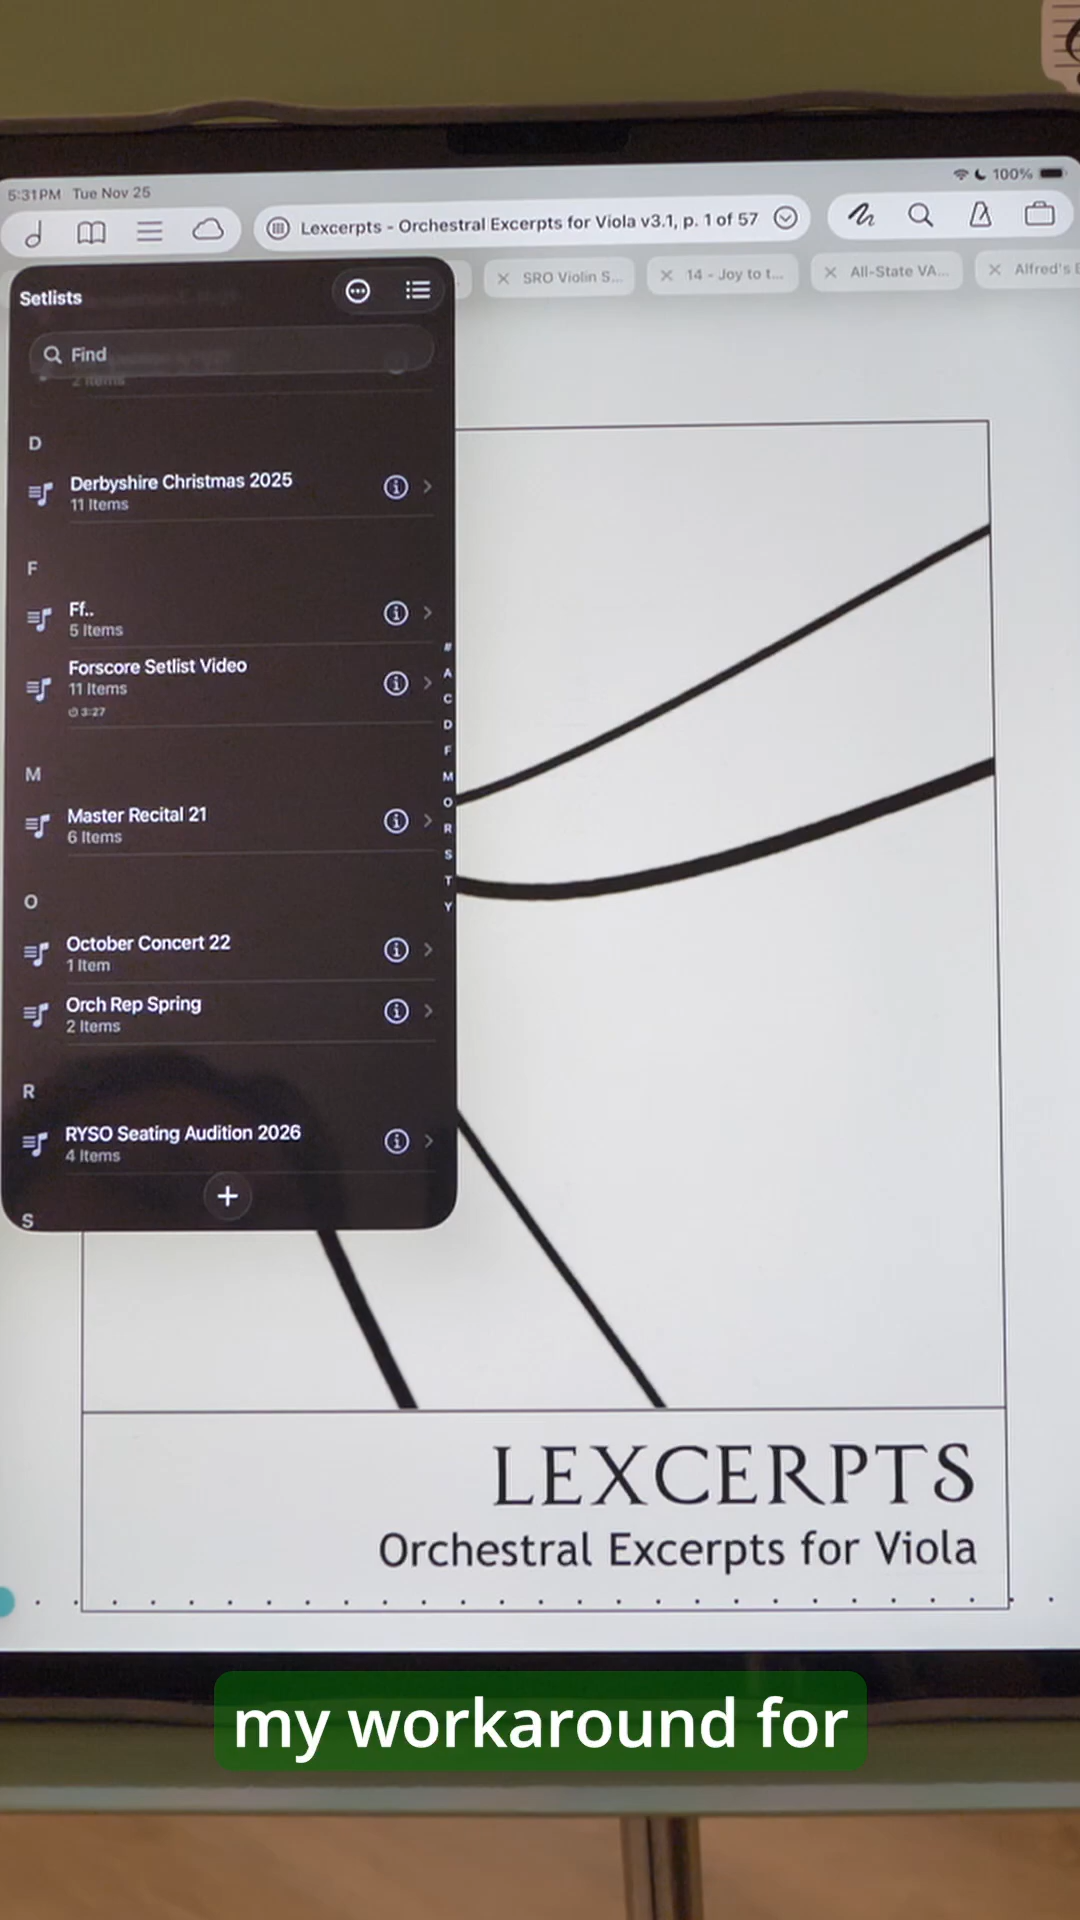 5:31PM Tue Nov 25
100%
Lexcerpts - Orchestral Excerpts for Viola v3.1, p. 1 of 57
SRO Violin S...
14 - Joy to t...
All-State VA...
Alfred's
Setlists
Find
2 Items
D
Derbyshire Christmas 2025
11 Items
F
Ff..
5 Items
Forscore Setlist Video
11 Items
3:27
M
Master Recital 21
6 Items
O
October Concert 22
1 Item
Orch Rep Spring
2 Items
R
RYSO Seating Audition 2026
4 Items
S
#
A
C
D
F
M
O
R
S
T
Y
LEXCERPTS
Orchestral Excerpts for Viola
my workaround for